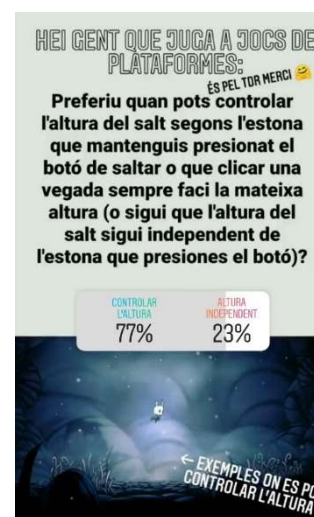 HEI GENT QUE JUGA A JOCS DE
PLATAFORMES:
ÉS PEL TDR MERCI
Preferiu quan pots controlar
l'altura del salt segons l'estona
que mantenguis presionat el
botó de saltar o que clicar una
vegada sempre faci la mateixa
altura (o sigui que l'altura del
salt sigui independent de
l'estona que presiones el botó)?
CONTROLAR
L'ALTURA
77%
ALTURA
INDEPENDENT
23%
← EXEMPLES ON ES PO
CONTROLAR L'ALTURA